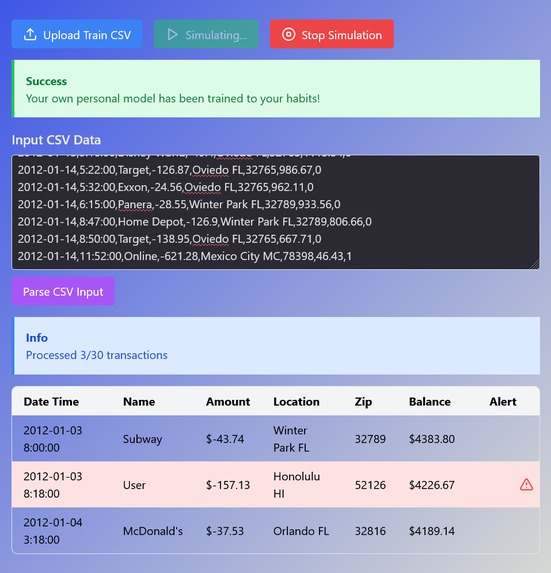 Upload Train CSV
Simulating...
Stop Simulation
Success
Your own personal model has been trained to your habits!
Input CSV Data
2012-01-14,5:22:00,Target,-126.87,Oviedo FL,32765,986.67,0
2012-01-14,5:32:00,Exxon,-24.56,Oviedo FL,32765,962.11,0
2012-01-14,6:15:00,Panera,-28.55,Winter Park FL,32789,933.56,0
2012-01-14,8:47:00,Home Depot,-126.9,Winter Park FL,32789,806.66,0
2012-01-14,8:50:00,Target,-138.95,Oviedo FL,32765,667.71,0
2012-01-14,11:52:00,Online,-621.28,Mexico City MC,78398,46.43,1
Parse CSV Input
Info
Processed 3/30 transactions
Date Time Name Amount Location Zip Balance Alert
2012-01-03 8:00:00 Subway $-43.74 Winter Park FL 32789 $4383.80
2012-01-03 8:18:00 User $-157.13 Honolulu HI 52126 $4226.67
2012-01-04 3:18:00 McDonald's $-37.53 Orlando FL 32816 $4189.14